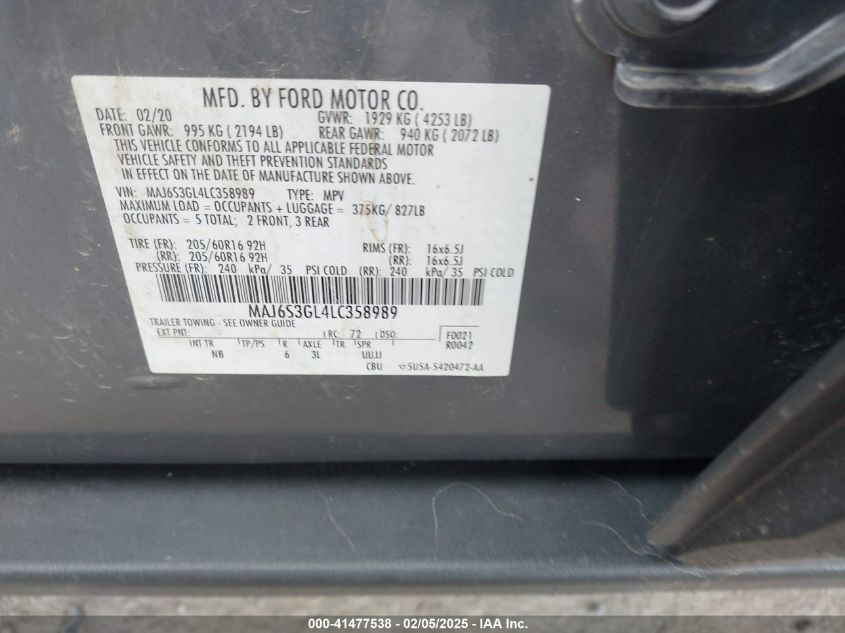 MFD. BY FORD MOTOR CO.
DATE: 02/20 GVWR: 1929 KG ( 4253 LB)
FRONT GAWR: 995 KG ( 2194 LB) REAR GAWR: 940 KG ( 2072 LB)
THIS VEHICLE CONFORMS TO ALL APPLICABLE FEDERAL MOTOR
VEHICLE SAFETY AND THEFT PREVENTION STANDARDS
IN EFFECT ON THE DATE OF MANUFACTURE SHOWN ABOVE.
VIN: MAJ6S3GL4LC358989 TYPE: MPV
MAXIMUM LOAD = OCCUPANTS + LUGGAGE = 375KG/ 827LB
OCCUPANTS = 5 TOTAL; 2 FRONT, 3 REAR
TIRE (FR): 205/60R16 92H RIMS (FR): 16x6.5J
(RR): 205/60R16 92H (RR): 16x6.5J
PRESSURE (FR): 240 kPa/ 35 PSI COLD (RR): 240 kPa/ 35 PSI COLD
MAJ6S3GL4LC358989
TRAILER TOWING - SEE OWNER GUIDE
EXT PNT: RC: 72 DSO: F0021
INT TR TP/PS R AXLE TR SPR R0042
NB 6 3L UUJJ
CBU SU5A-S420472-AA
000-41477538 - 02/05/2025 - IAA Inc.